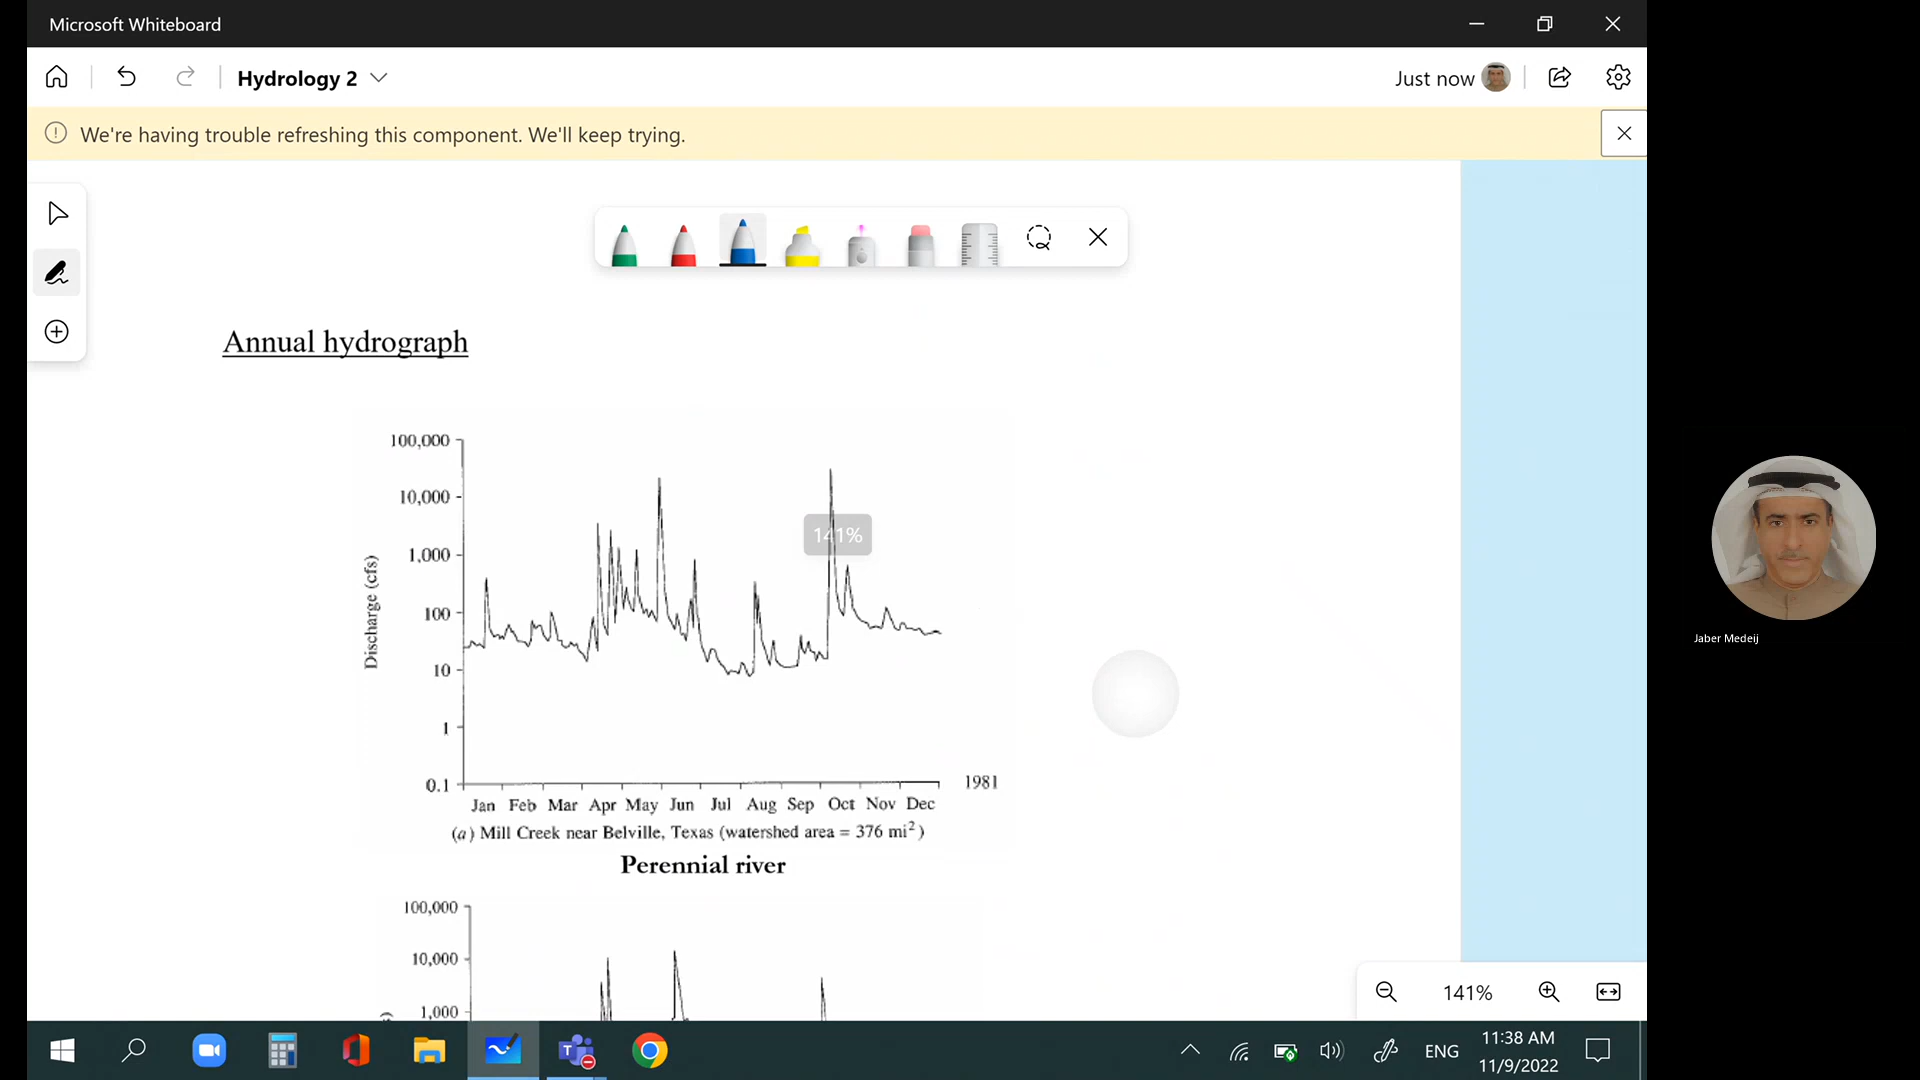 Microsoft Whiteboard
Hydrology 2
Just now
We're having trouble refreshing this component. We'll keep trying.
Annual hydrograph
100,000
10,000
1,000
100
10
1
0.1
Discharge (cfs)
141%
1981
Jan Feb Mar Apr May Jun Jul Aug Sep Oct Nov Dec
(a) Mill Creek near Belville, Texas (watershed area = 376 mi²)
Perennial river
100,000
10,000
1,000
141%
Jaber Medeij
ENG
11:38 AM
11/9/2022